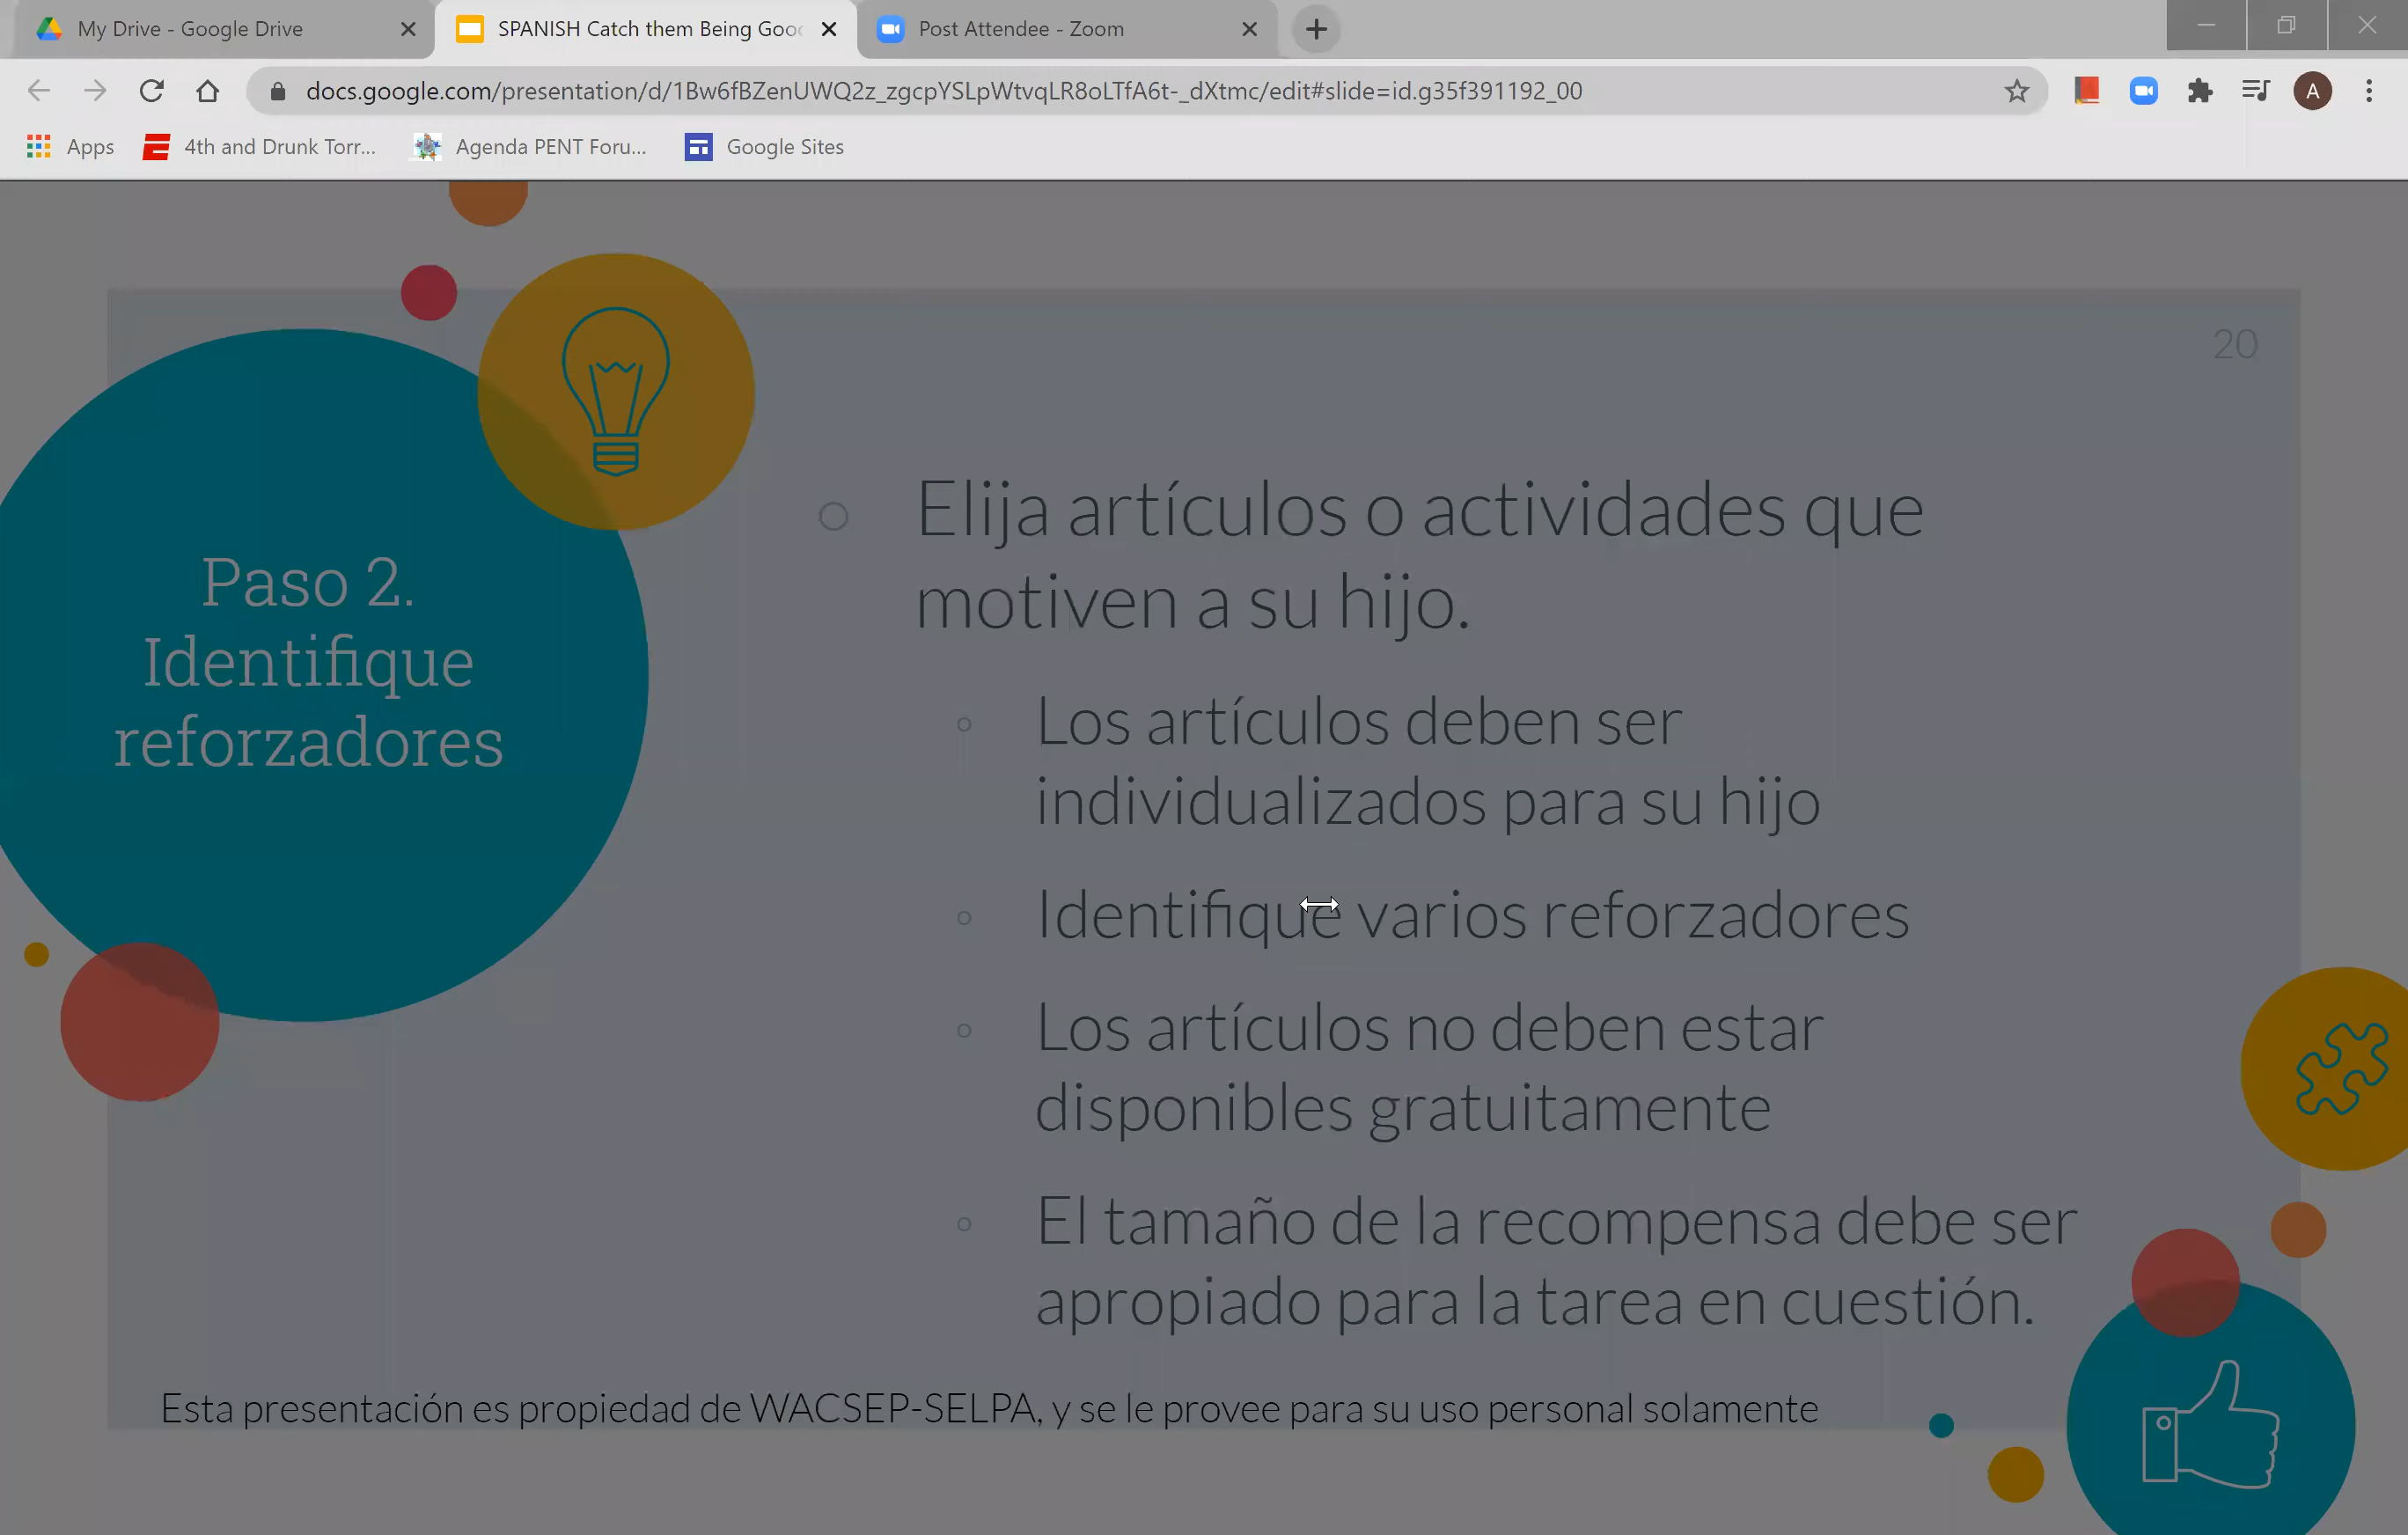 My Drive - Google Drive
SPANISH Catch them Being Goo
Post Attendee - Zoom
docs.google.com/presentation/d/1Bw6fBZenUWQ2z_zgcpYSLpWtvqLR8oLTfA6t-_dXtmc/edit#slide=id.g35f391192_00
A
Apps
4th and Drunk Torr...
Agenda PENT Foru...
Google Sites
20
Paso 2.
Identifique
reforzadores
Elija artículos o actividades que
motiven a su hijo.
Los artículos deben ser
individualizados para su hijo
Identifique varios reforzadores
Los artículos no deben estar
disponibles gratuitamente
El tamaño de la recompensa debe ser
apropiado para la tarea en cuestión.
Esta presentación es propiedad de WACSEP-SELPA, y se le provee para su uso personal solamente